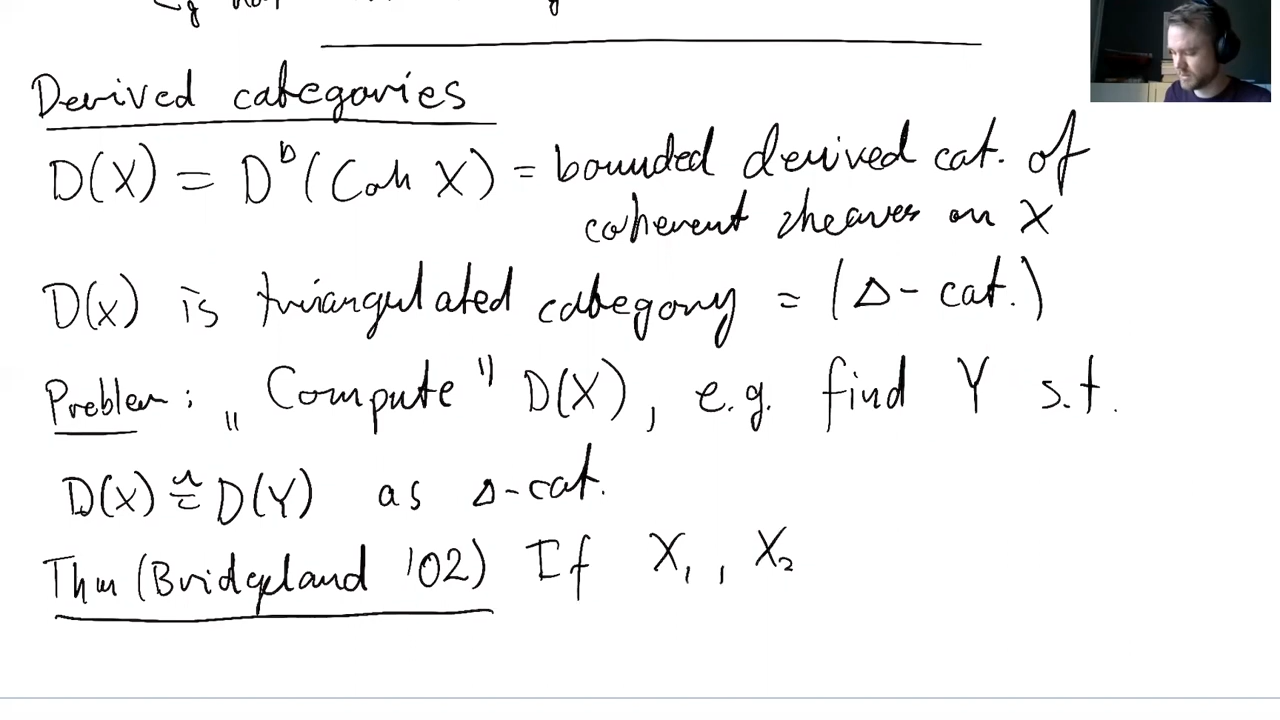 Derived categories
D(X) = D^b(Coh X) = bounded derived cat. of
coherent sheaves on X
D(X) is triangulated category = (Δ-cat.)
Problem: „Compute" D(X), e.g. find Y s.t.
D(X) ≅ D(Y) as Δ-cat.
Thm (Bridgeland '02) If X₁, X₂